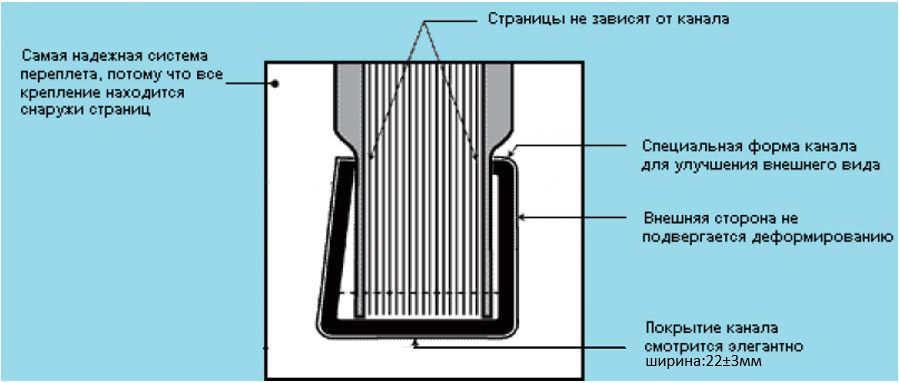 Страницы не зависят от канала
Самая надежная система
переплета, потому что все
крепление находится
снаружи страниц
Специальная форма канала
для улучшения внешнего вида
Внешняя сторона не
подвергается деформированию
Покрытие канала
смотрится элегантно
ширина:22±3мм